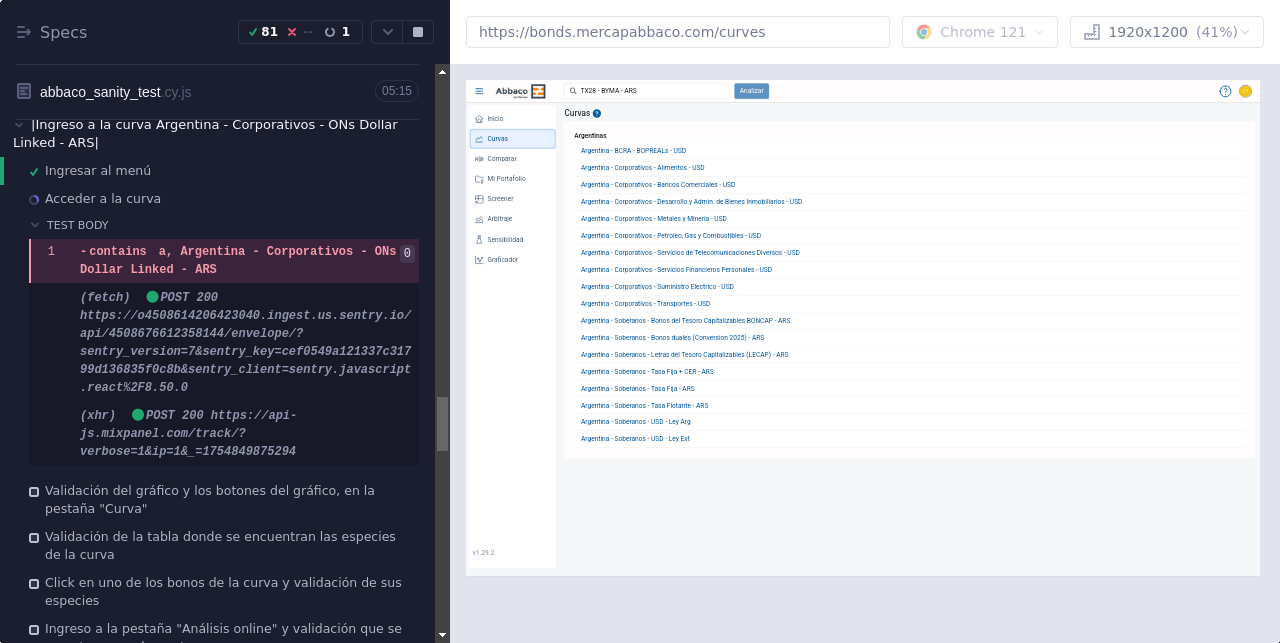 Specs
81
--
1
abbaco_sanity_test.cy.js
05:15
|Ingreso a la curva Argentina - Corporativos - ONs Dollar
Linked - ARS|
Ingresar al menú
Acceder a la curva
TEST BODY
1
-contains a, Argentina - Corporativos - ONs
0
Dollar Linked - ARS
(fetch) POST 200
https://o4508614206423040.ingest.us.sentry.io/
api/4508676612358144/envelope/?
sentry_version=7&sentry_key=cef0549a121337c317
99d136835f0c8b&sentry_client=sentry.javascript
.react%2F8.50.0
(xhr) POST 200 https://api-
js.mixpanel.com/track/?
verbose=1&ip=1&_=1754849875294
Validación del gráfico y los botones del gráfico, en la
pestaña "Curva"
Validación de la tabla donde se encuentran las especies
de la curva
Click en uno de los bonos de la curva y validación de sus
especies
Ingreso a la pestaña "Análisis online" y validación que se
https://bonds.mercapabbaco.com/curves
Chrome 121
1920x1200 (41%)
Abbaco
TX28 - BYMA - ARS
Analizar
Inicio
Curvas
Comparar
Mi Portafolio
Screener
Arbitraje
Sensibilidad
Graficador
v1.29.2
Curvas
Argentinas
Argentina - BCRA - BOPREALs - USD
Argentina - Corporativos - Alimentos - USD
Argentina - Corporativos - Bancos Comerciales - USD
Argentina - Corporativos - Desarrollo y Admin. de Bienes Inmobiliarios - USD
Argentina - Corporativos - Metales y Mineria - USD
Argentina - Corporativos - Petroleo, Gas y Combustibles - USD
Argentina - Corporativos - Servicios de Telecomunicaciones Diversos - USD
Argentina - Corporativos - Servicios Financieros Personales - USD
Argentina - Corporativos - Suministro Electrico - USD
Argentina - Corporativos - Transportes - USD
Argentina - Soberanos - Bonos del Tesoro Capitalizables BONCAP - ARS
Argentina - Soberanos - Bonos duales (Conversion 2025) - ARS
Argentina - Soberanos - Letras del Tesoro Capitalizables (LECAP) - ARS
Argentina - Soberanos - Tasa Fija + CER - ARS
Argentina - Soberanos - Tasa Fija - ARS
Argentina - Soberanos - Tasa Flotante - ARS
Argentina - Soberanos - USD - Ley Arg
Argentina - Soberanos - USD - Ley Ext